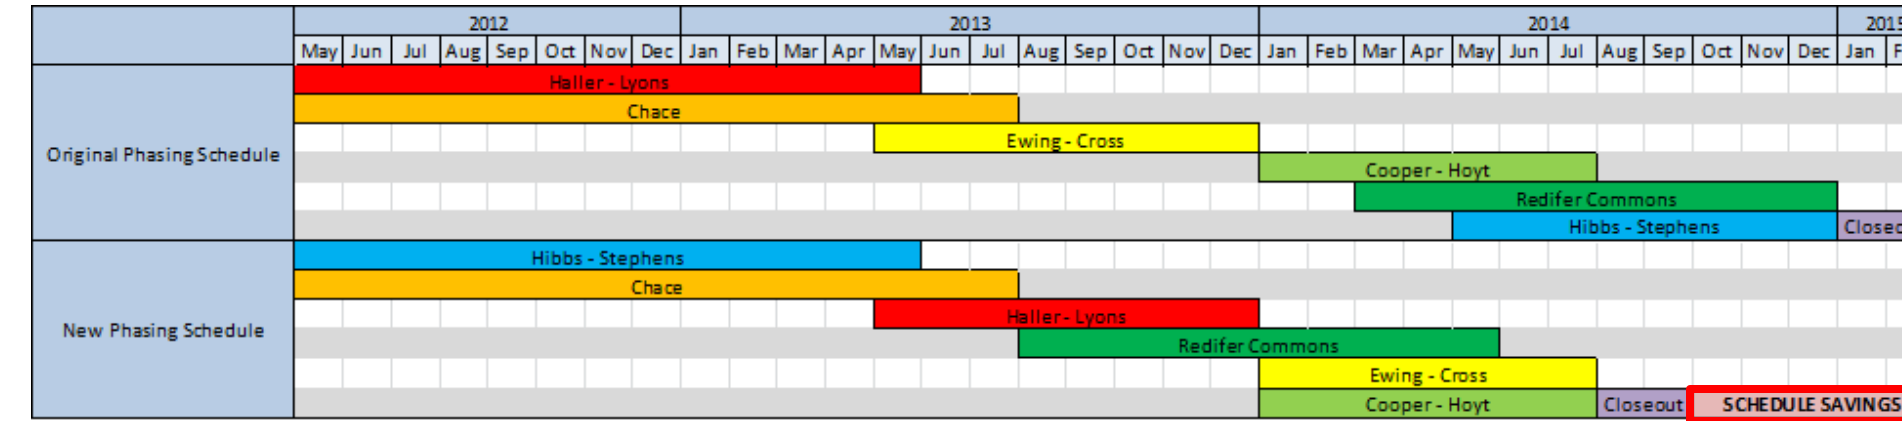 2012 2013 2014 2015
May Jun Jul Aug Sep Oct Nov Dec Jan Feb Mar Apr May Jun Jul Aug Sep Oct Nov Dec Jan Feb Mar Apr May Jun Jul Aug Sep Oct Nov Dec Jan F
Original Phasing Schedule
Haller - Lyons
Chace
Ewing - Cross
Cooper - Hoyt
Redifer Commons
Hibbs - Stephens Closeo
New Phasing Schedule
Hibbs - Stephens
Chace
Haller - Lyons
Redifer Commons
Ewing - Cross
Cooper - Hoyt Closeout SCHEDULE SAVINGS